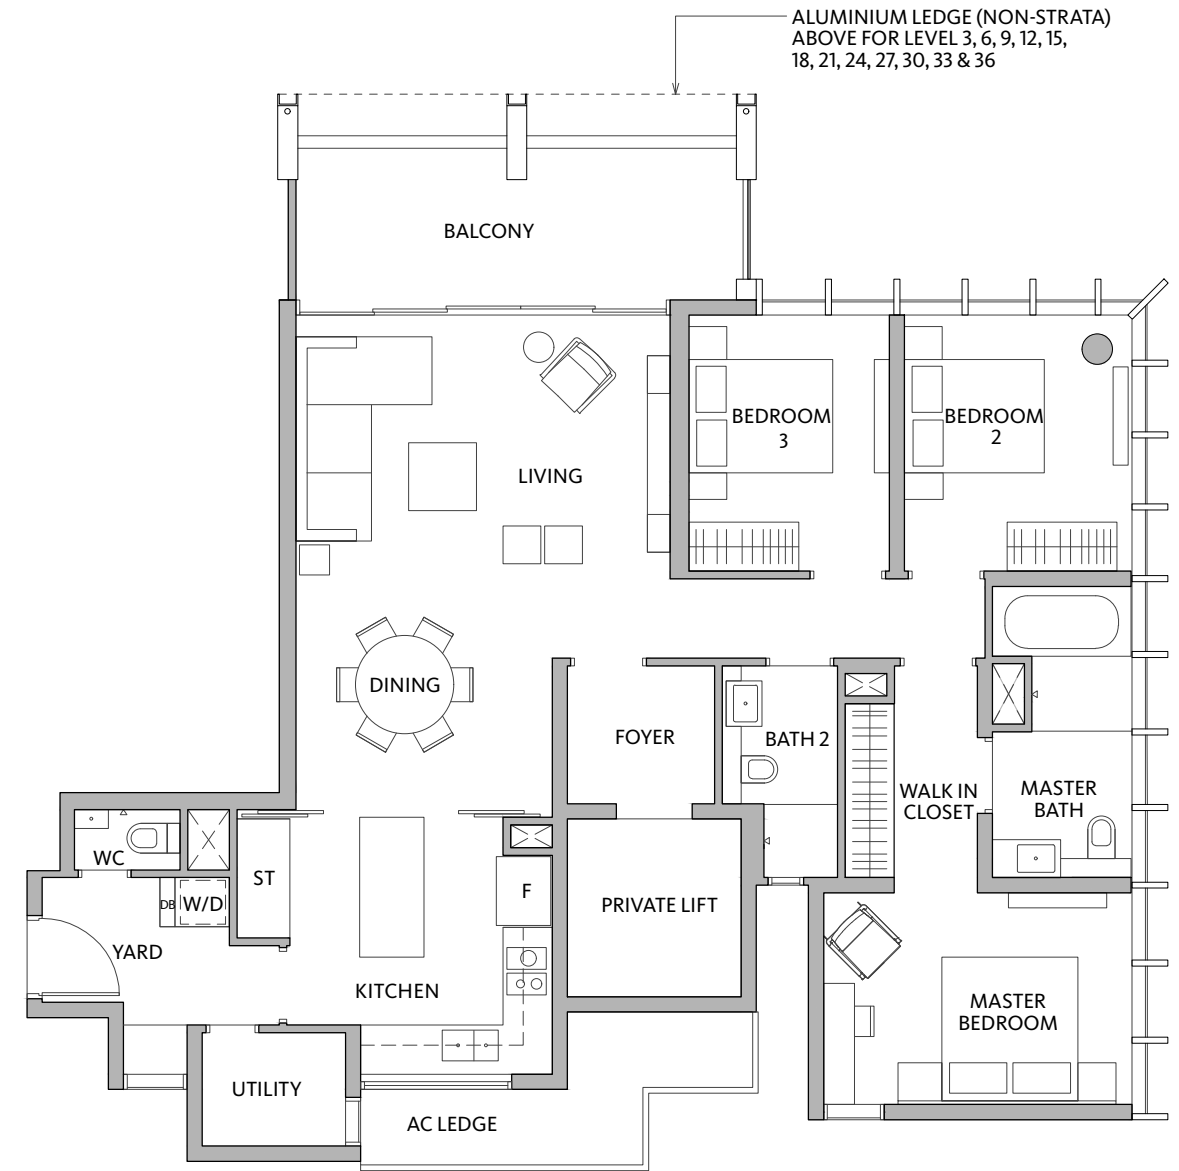 ALUMINIUM LEDGE (NON-STRATA)
ABOVE FOR LEVEL 3, 6, 9, 12, 15,
18, 21, 24, 27, 30, 33 & 36
BALCONY
BEDROOM
3
BEDROOM
2
LIVING
DINING
FOYER
BATH 2
WALK IN
CLOSET
MASTER
BATH
WC
ST
F
DB
W/D
PRIVATE LIFT
YARD
KITCHEN
MASTER
BEDROOM
UTILITY
AC LEDGE